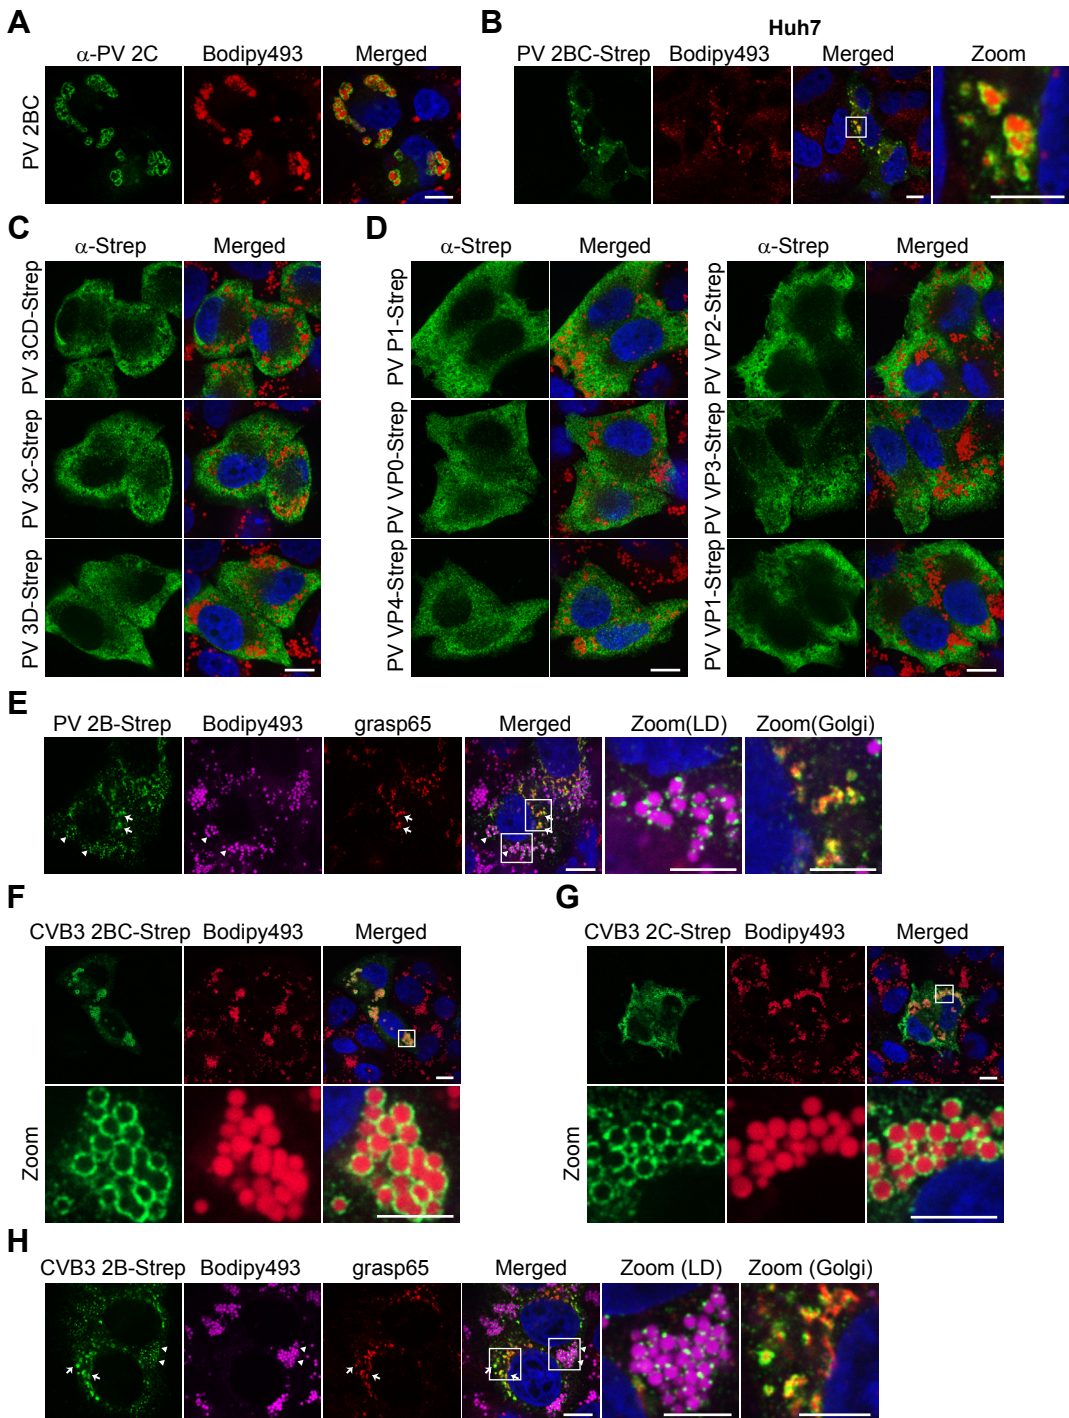 A
α-PV 2C Bodipy493 Merged
PV 2BC
B
Huh7
PV 2BC-Strep Bodipy493 Merged Zoom
C
α-Strep Merged
PV 3CD-Strep
PV 3C-Strep
PV 3D-Strep
D
α-Strep Merged α-Strep Merged
PV P1-Strep
PV VP2-Strep
PV VP0-Strep
PV VP3-Strep
PV VP4-Strep
PV VP1-Strep
E
PV 2B-Strep Bodipy493 grasp65 Merged Zoom(LD) Zoom(Golgi)
F
CVB3 2BC-Strep Bodipy493 Merged
Zoom
G
CVB3 2C-Strep Bodipy493 Merged
Zoom
H
CVB3 2B-Strep Bodipy493 grasp65 Merged Zoom (LD) Zoom (Golgi)